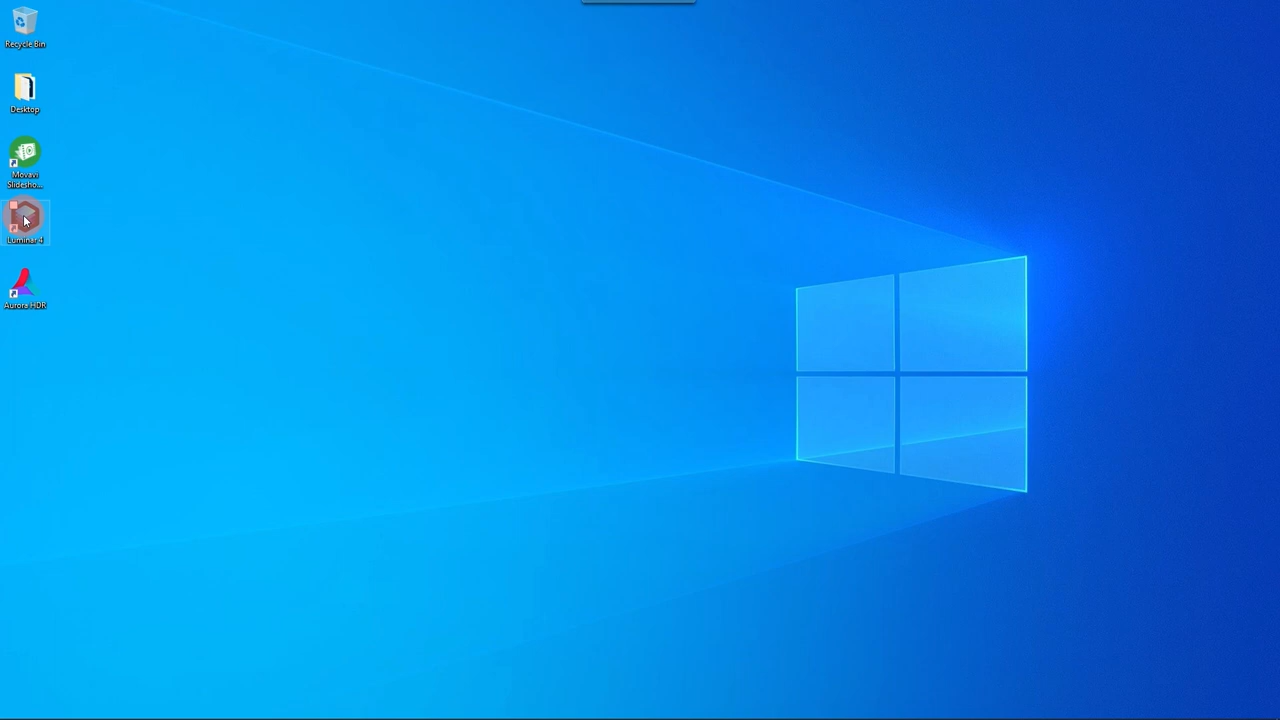 Recycle Bin
Desktop
Movavi
Slidesho...
Luminar 4
Aurora HDR